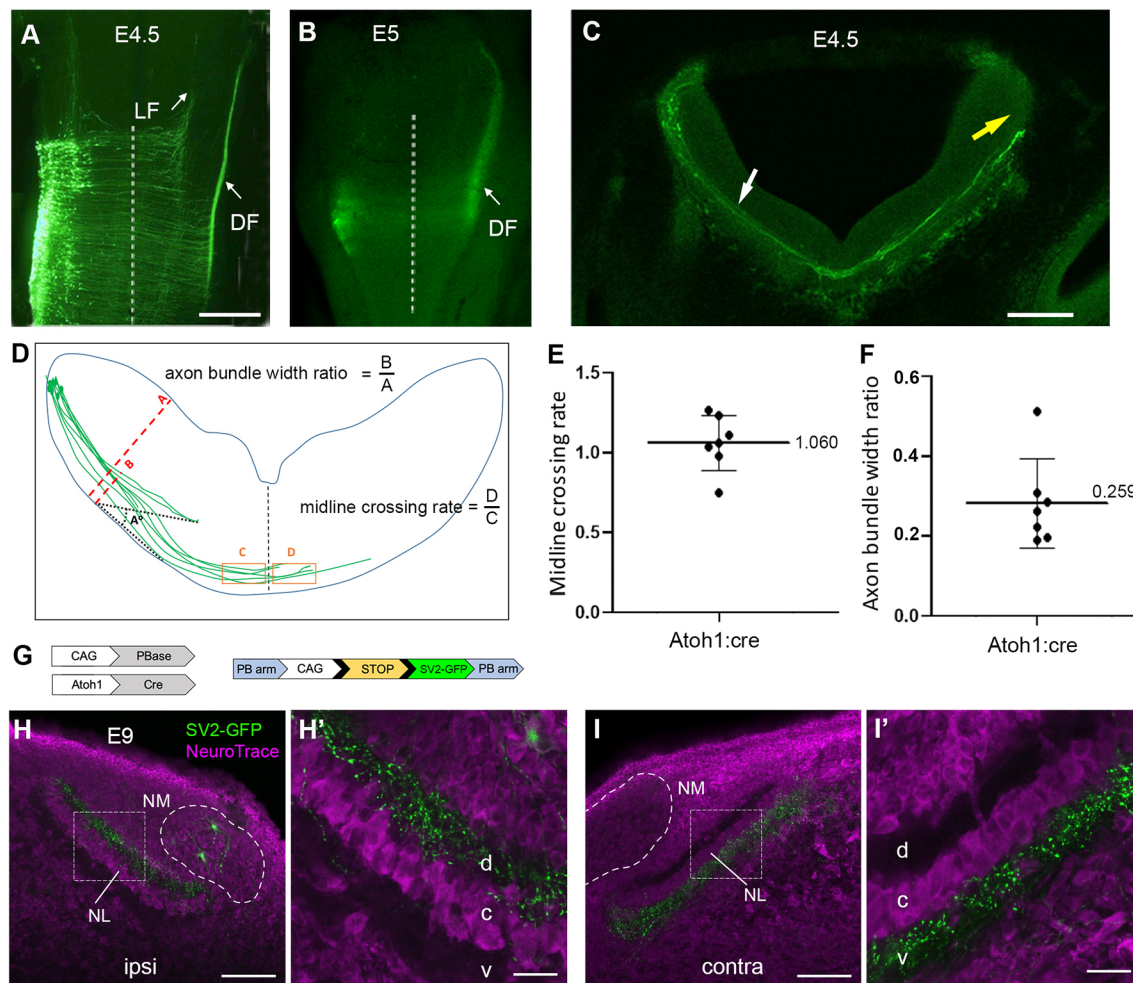 A E4.5 LF DF
B E5 DF
C E4.5
D axon bundle width ratio = B/A
A
B
A°
midline crossing rate = D/C
C D
E
Midline crossing rate
1.5
1.0
0.5
0.0
1.060
Atoh1:cre
F
Axon bundle width ratio
0.6
0.4
0.2
0.0
0.259
Atoh1:cre
G CAG PBase
Atoh1 Cre
PB arm CAG STOP SV2-GFP PB arm
H E9 SV2-GFP
NeuroTrace
NM
NL
ipsi
H'
d
c
v
I
NM
NL
contra
I'
d
c
v